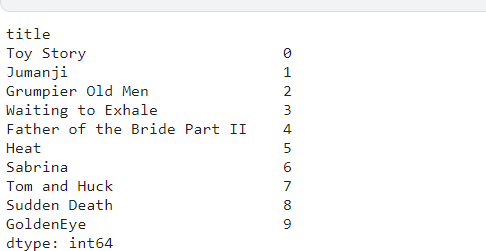 title
Toy Story                      0
Jumanji                        1
Grumpier Old Men               2
Waiting to Exhale              3
Father of the Bride Part II    4
Heat                           5
Sabrina                        6
Tom and Huck                   7
Sudden Death                   8
GoldenEye                      9
dtype: int64